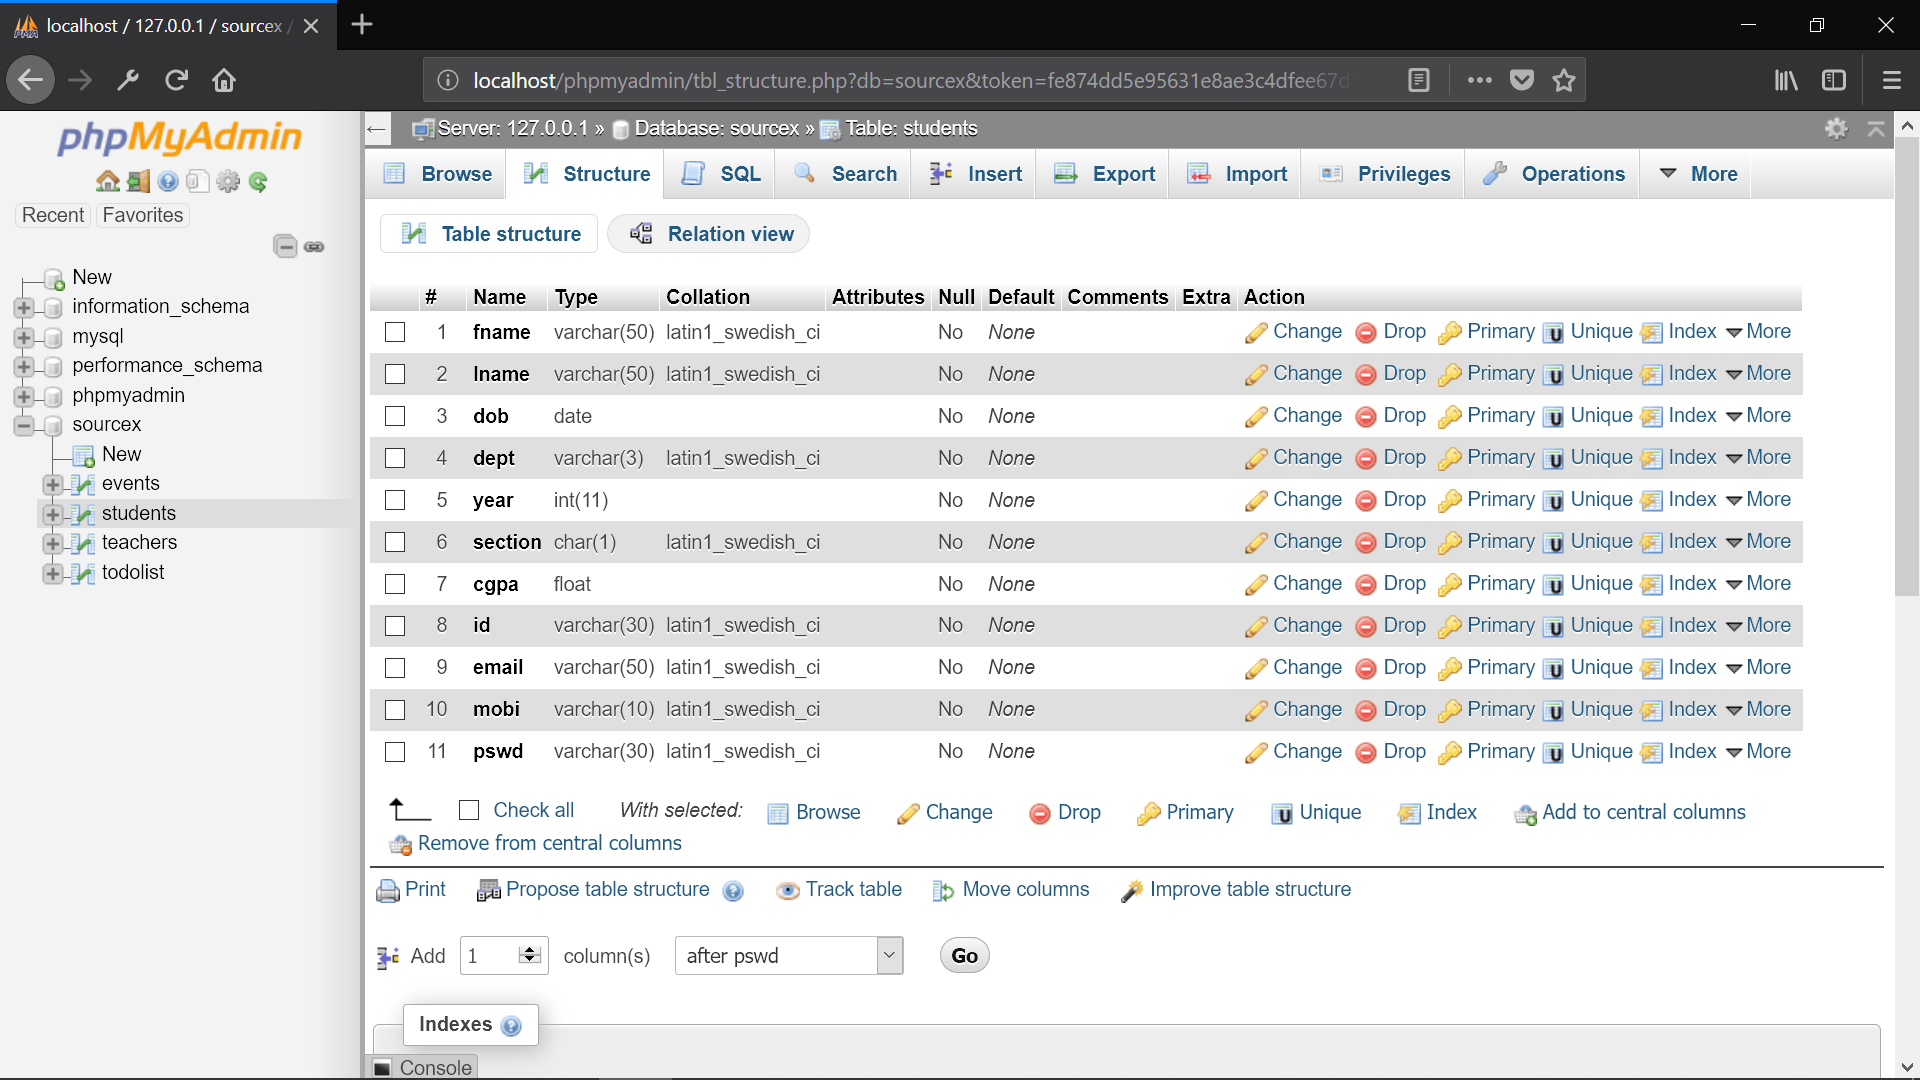 localhost / 127.0.0.1 / sourcex /
localhost/phpmyadmin/tbl_structure.php?db=sourcex&token=fe874dd5e95631e8ae3c4dfee67d
phpMyAdmin
Recent Favorites
New
information_schema
mysql
performance_schema
phpmyadmin
sourcex
New
events
students
teachers
todolist
Server: 127.0.0.1 » Database: sourcex » Table: students
Browse Structure SQL Search Insert Export Import Privileges Operations More
Table structure Relation view
# Name Type Collation Attributes Null Default Comments Extra Action
1 fname varchar(50) latin1_swedish_ci No None Change Drop Primary Unique Index More
2 lname varchar(50) latin1_swedish_ci No None Change Drop Primary Unique Index More
3 dob date No None Change Drop Primary Unique Index More
4 dept varchar(3) latin1_swedish_ci No None Change Drop Primary Unique Index More
5 year int(11) No None Change Drop Primary Unique Index More
6 section char(1) latin1_swedish_ci No None Change Drop Primary Unique Index More
7 cgpa float No None Change Drop Primary Unique Index More
8 id varchar(30) latin1_swedish_ci No None Change Drop Primary Unique Index More
9 email varchar(50) latin1_swedish_ci No None Change Drop Primary Unique Index More
10 mobi varchar(10) latin1_swedish_ci No None Change Drop Primary Unique Index More
11 pswd varchar(30) latin1_swedish_ci No None Change Drop Primary Unique Index More
Check all With selected: Browse Change Drop Primary Unique Index Add to central columns
Remove from central columns
Print Propose table structure Track table Move columns Improve table structure
Add 1 column(s) after pswd Go
Indexes
Console